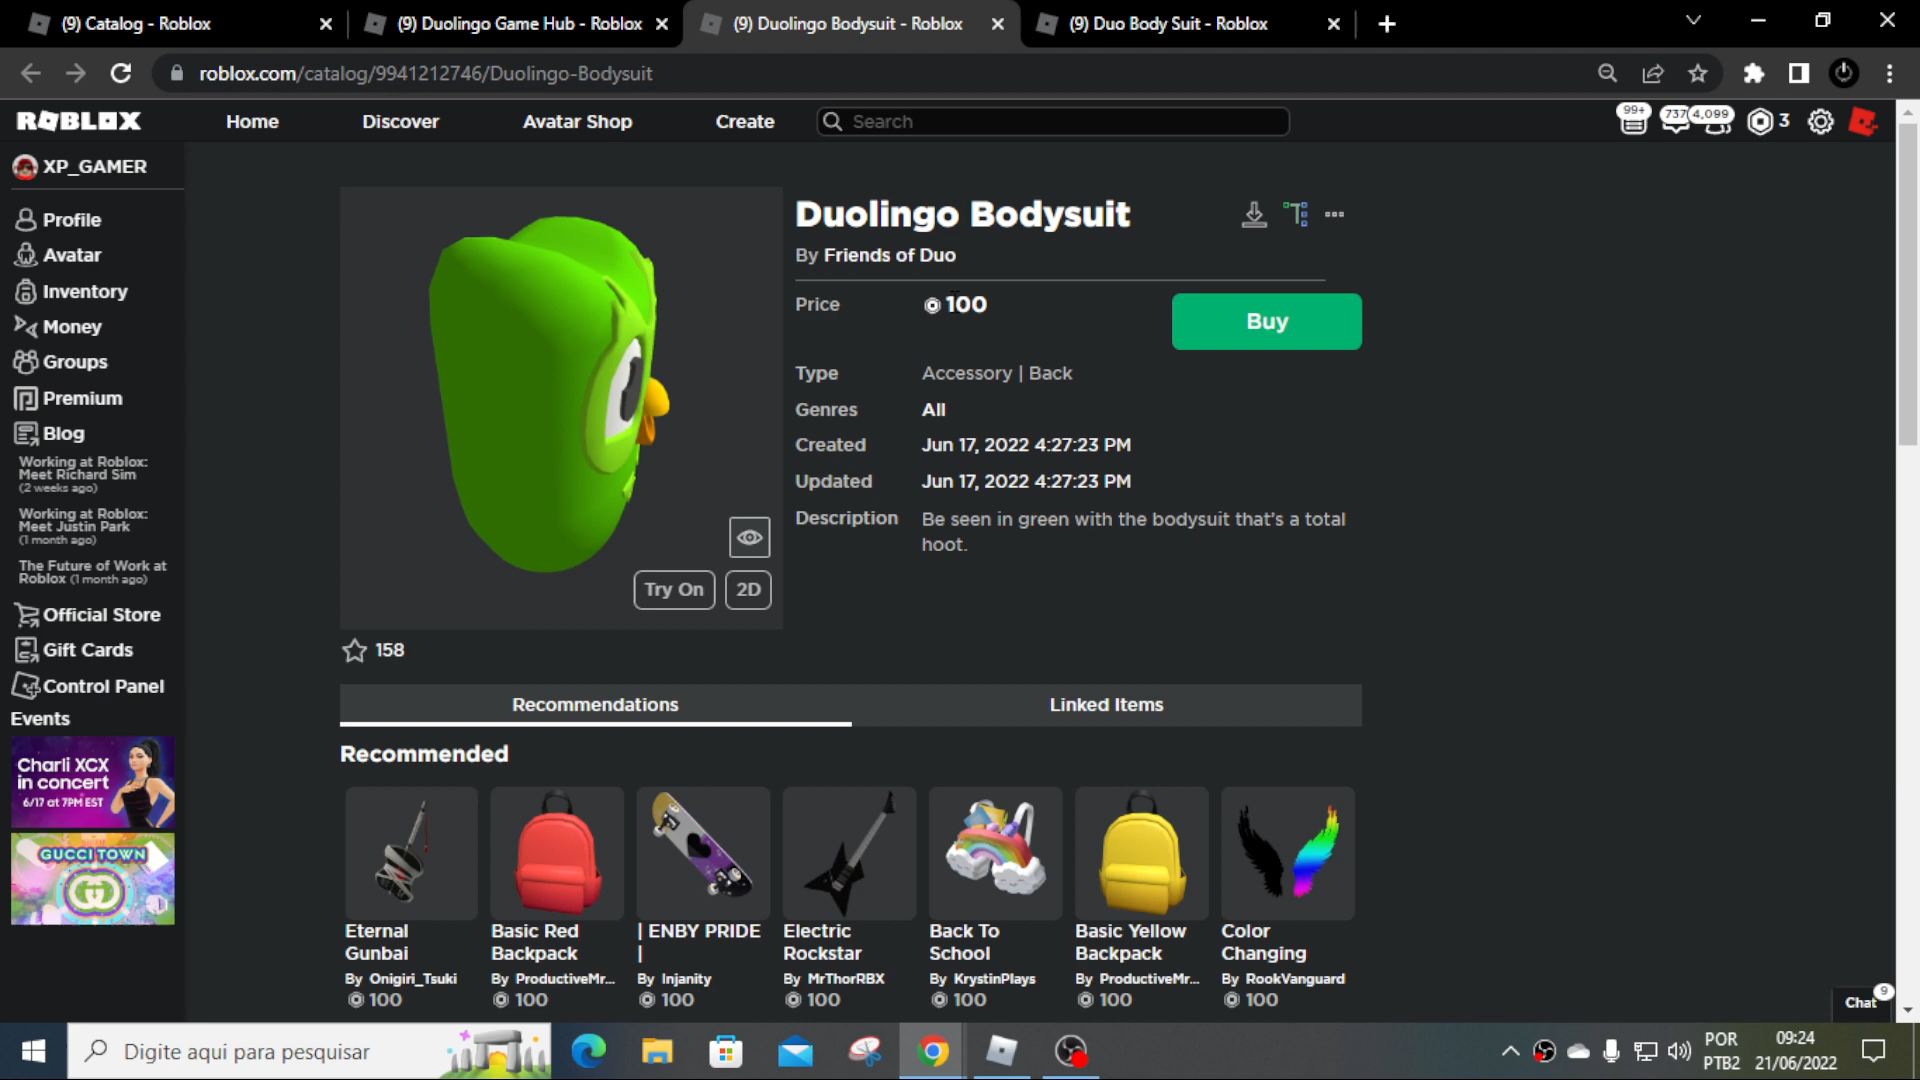 (9) Catalog - Roblox
(9) Duolingo Game Hub - Roblox
(9) Duolingo Bodysuit - Roblox
(9) Duo Body Suit - Roblox
roblox.com/catalog/9941212746/Duolingo-Bodysuit
ROBLOX
Home
Discover
Avatar Shop
Create
Search
99+
737
4,099
3
XP_GAMER
Profile
Avatar
Inventory
Money
Groups
Premium
Blog
Working at Roblox:
Meet Richard Sim
(2 weeks ago)
Working at Roblox:
Meet Justin Park
(1 month ago)
The Future of Work at
Roblox (1 month ago)
Official Store
Gift Cards
Control Panel
Events
Charli XCX
in concert
6/17 at 7PM EST
GUCCI TOWN
Duolingo Bodysuit
By Friends of Duo
Price
100
Buy
Type
Accessory | Back
Genres
All
Created
Jun 17, 2022 4:27:23 PM
Updated
Jun 17, 2022 4:27:23 PM
Description
Be seen in green with the bodysuit that's a total
hoot.
Try On
2D
158
Recommendations
Linked Items
Recommended
Eternal
Gunbai
By Onigiri_Tsuki
100
Basic Red
Backpack
By ProductiveMr...
100
| ENBY PRIDE
|
By Injanity
100
Electric
Rockstar
By MrThorRBX
100
Back To
School
By KrystinPlays
100
Basic Yellow
Backpack
By ProductiveMr...
100
Color
Changing
By RookVanguard
100
Chat
9
Digite aqui para pesquisar
POR
PTB2
09:24
21/06/2022